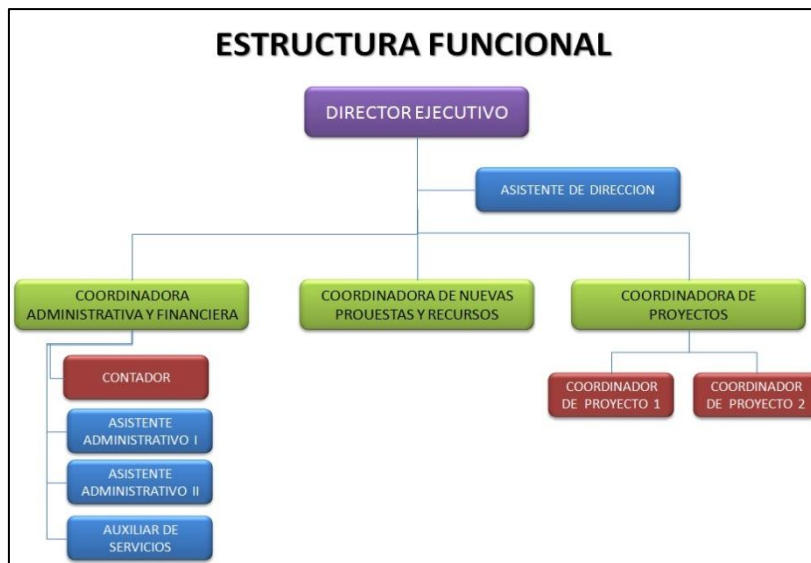 ESTRUCTURA FUNCIONAL
DIRECTOR EJECUTIVO
ASISTENTE DE DIRECCION
COORDINADORA
ADMINISTRATIVA Y FINANCIERA
COORDINADORA DE NUEVAS
PROUESTAS Y RECURSOS
COORDINADORA DE
PROYECTOS
CONTADOR
ASISTENTE
ADMINISTRATIVO I
ASISTENTE
ADMINISTRATIVO II
AUXILIAR DE
SERVICIOS
COORDINADOR
DE PROYECTO 1
COORDINADOR
DE PROYECTO 2